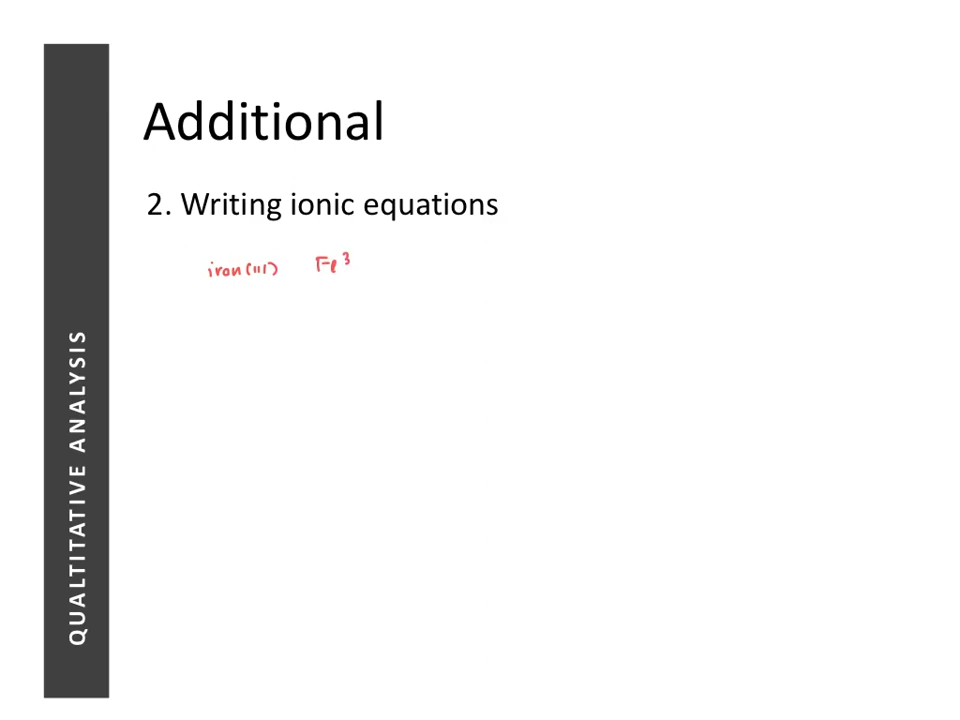 Additional
2. Writing ionic equations
iron(III) Fe³
QUALTITATIVE ANALYSIS